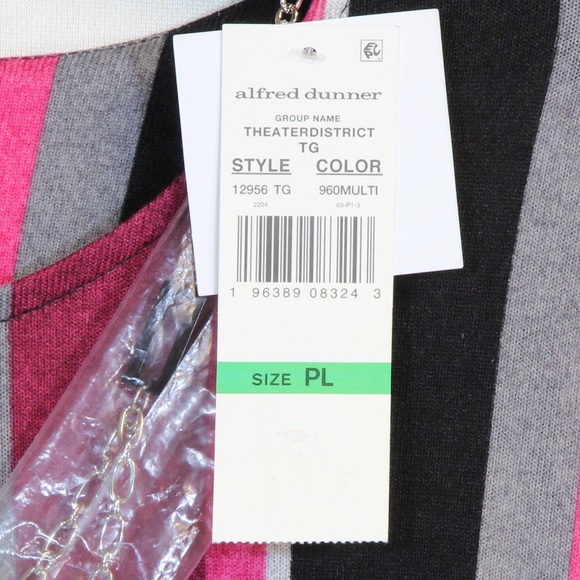 alfred dunner
GROUP NAME
THEATERDISTRICT
TG
STYLE COLOR
12956 TG 960MULTI
2204 63-P1-3
1 96389 08324 3
SIZE PL